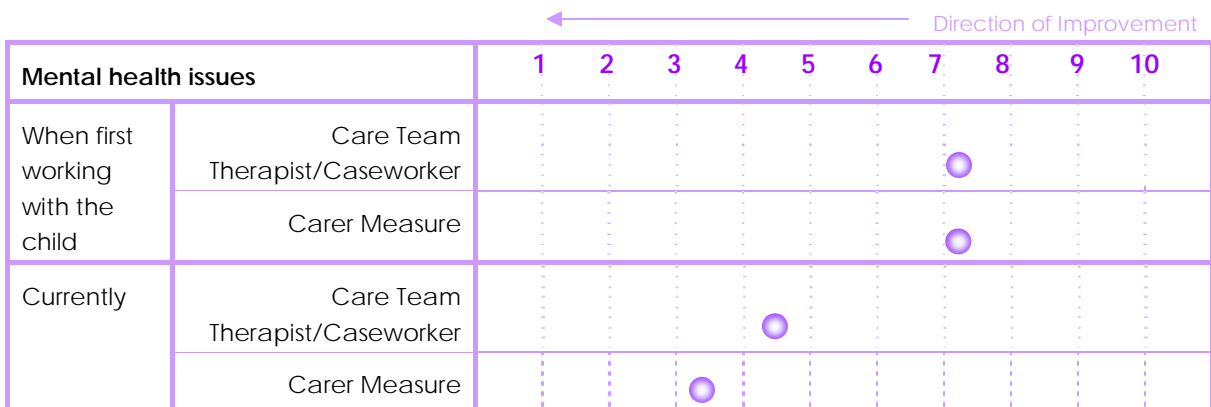 Direction of Improvement
Mental health issues 1 2 3 4 5 6 7 8 9 10
When first
working
with the
child
Care Team
Therapist/Caseworker
Carer Measure
Currently
Care Team
Therapist/Caseworker
Carer Measure